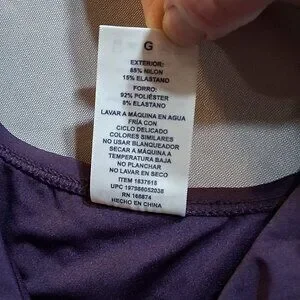 G
EXTERIOR:
85% NILON
15% ELASTANO
FORRO:
92% POLIÉSTER
8% ELASTANO
LAVAR A MÁQUINA EN AGUA
FRÍA CON
CICLO DELICADO
COLORES SIMILARES
NO USAR BLANQUEADOR
SECAR A MÁQUINA A
TEMPERATURA BAJA
NO PLANCHAR
NO LAVAR EN SECO
ITEM 1637615
UPC 197986052038
RN 166874
HECHO EN CHINA